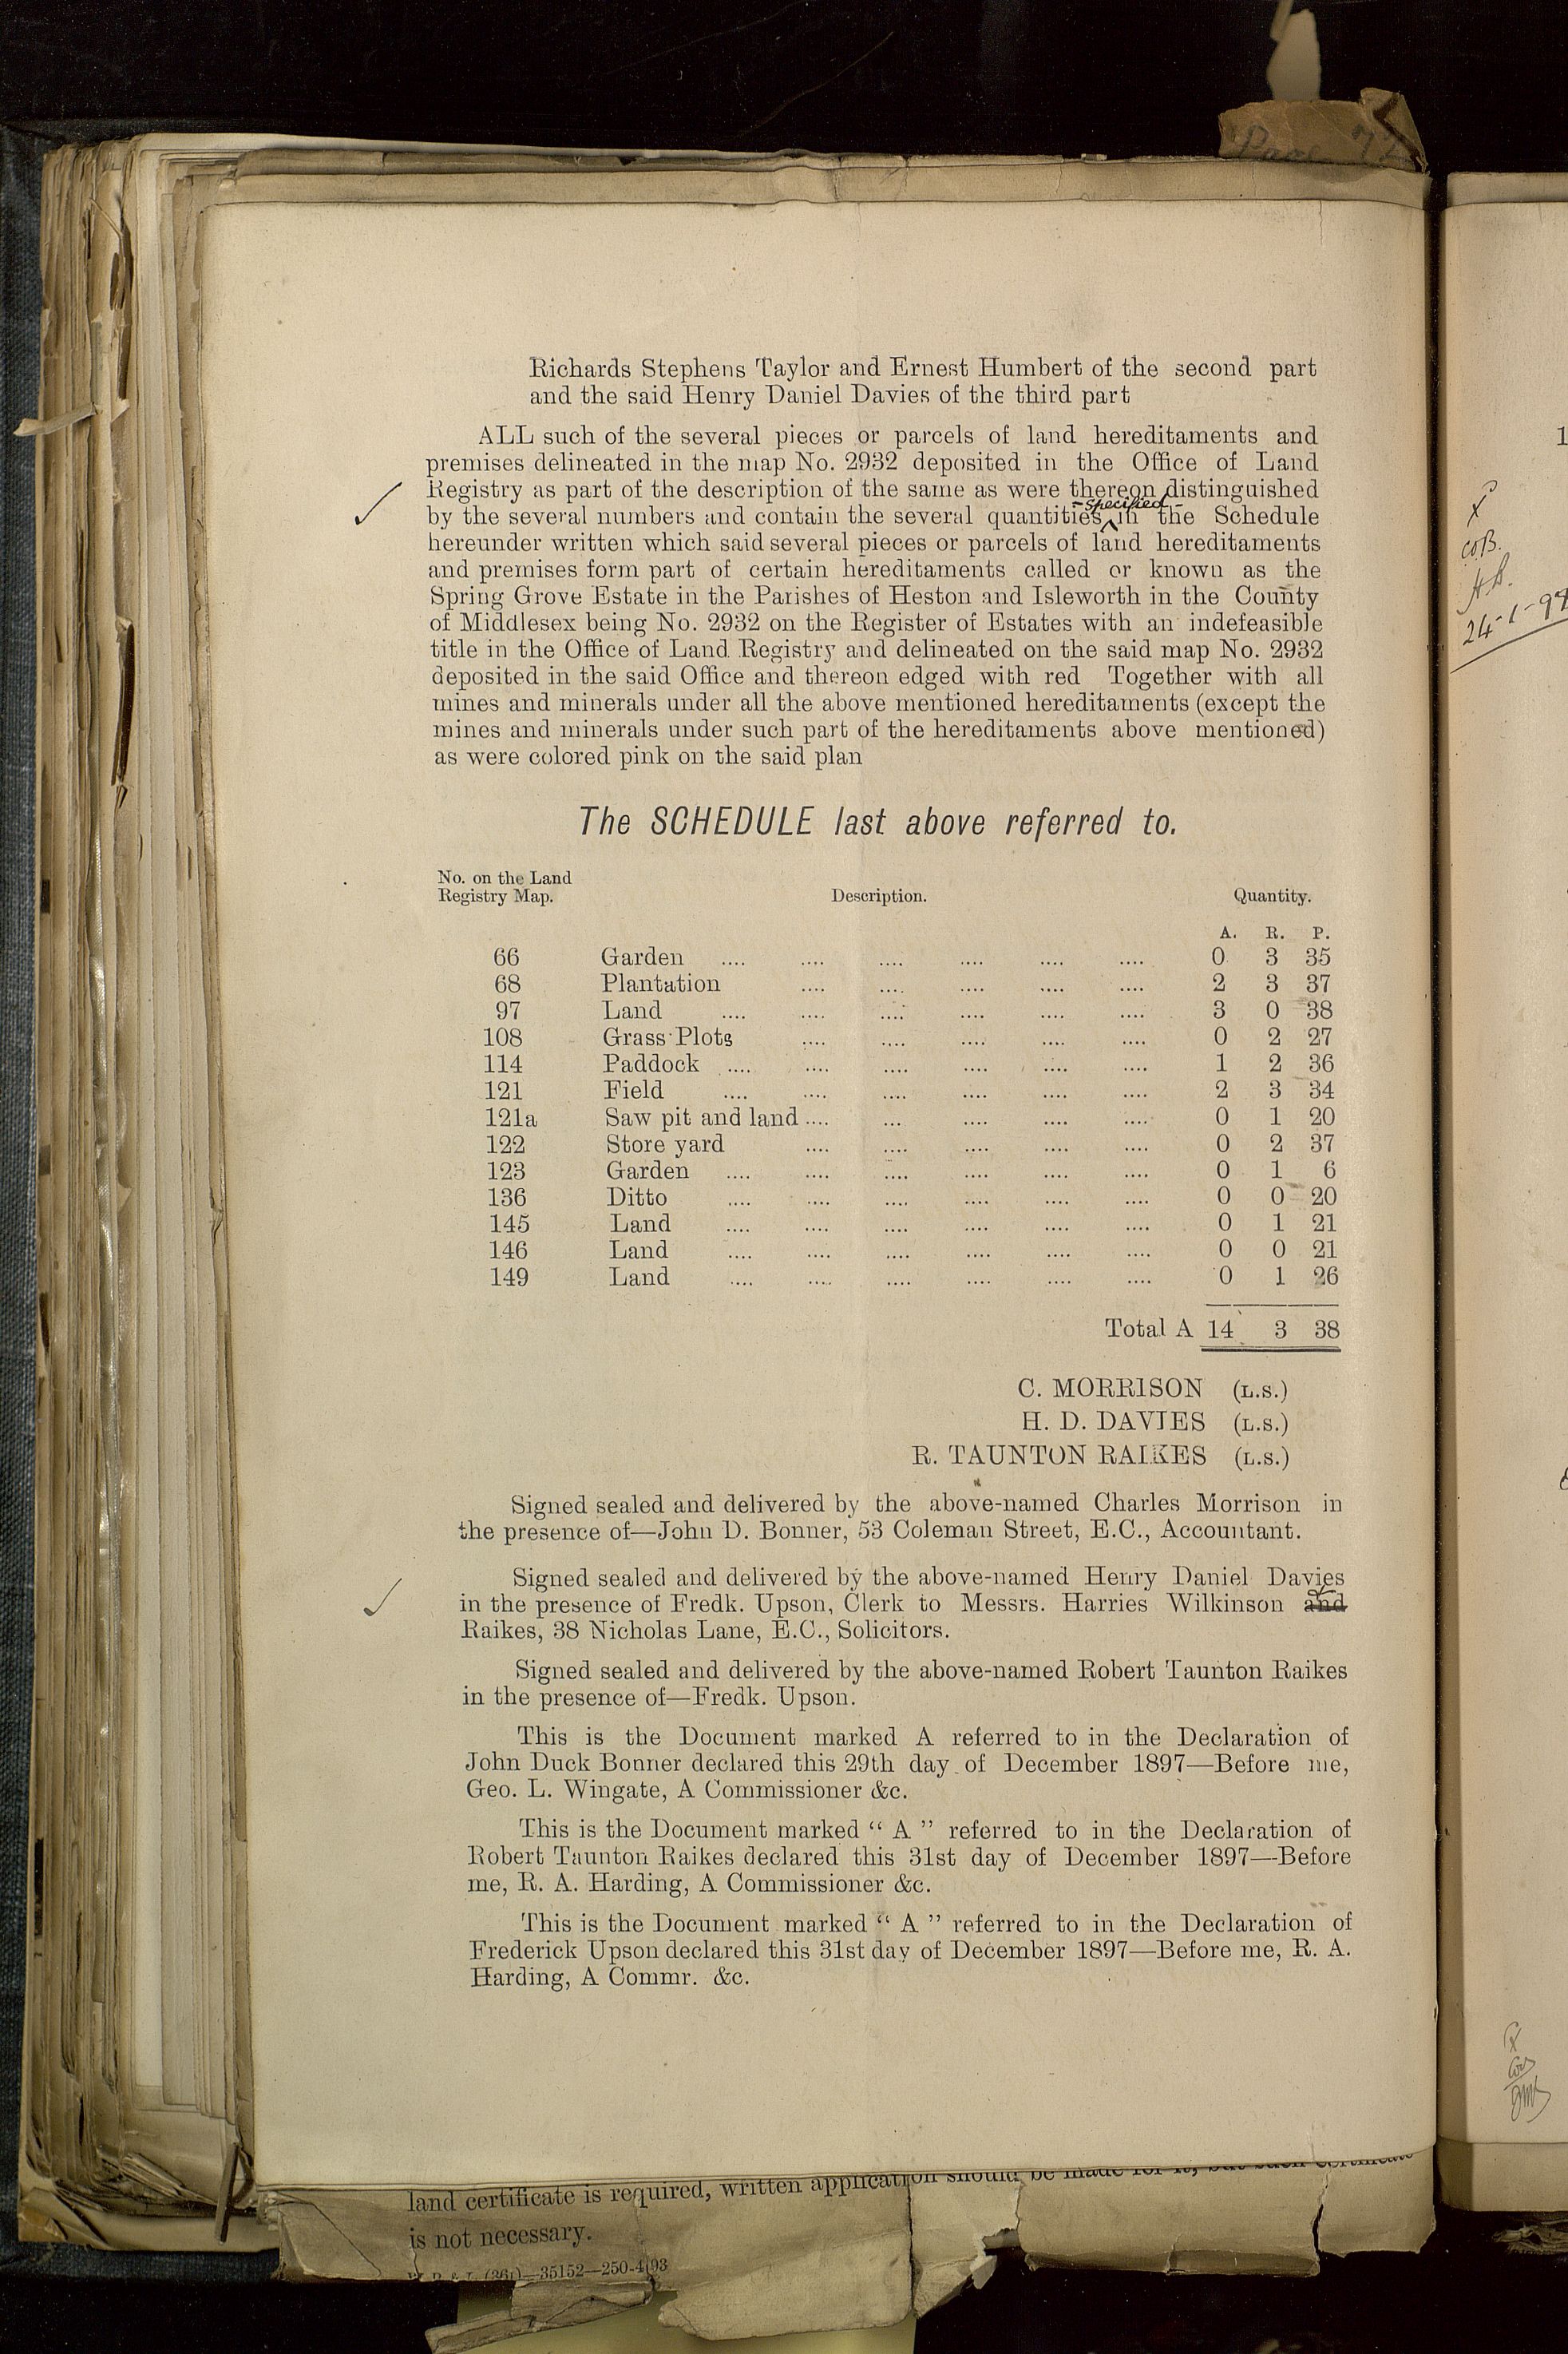 Page 72
Richards Stephens Taylor and Ernest Humbert of the second part
and the said Henry Daniel Davies of the third part
ALL such of the several pieces or parcels of land hereditaments and
premises delineated in the map No. 2932 deposited in the Office of Land
Registry as part of the description of the same as were thereon distinguished
-specified-
by the several numbers and contain the several quantities in the Schedule
hereunder written which said several pieces or parcels of land hereditaments
and premises form part of certain hereditaments called or known as the
Spring Grove Estate in the Parishes of Heston and Isleworth in the County
of Middlesex being No. 2932 on the Register of Estates with an indefeasible
title in the Office of Land Registry and delineated on the said map No. 2932
deposited in the said Office and thereon edged with red Together with all
mines and minerals under all the above mentioned hereditaments (except the
mines and minerals under such part of the hereditaments above mentioned)
as were colored pink on the said plan
The SCHEDULE last above referred to.
No. on the Land
Registry Map. Description. Quantity.
A. R. P.
66 Garden .... .... .... .... .... .... 0 3 35
68 Plantation .... .... .... .... .... 2 3 37
97 Land .... .... .... .... .... .... 3 0 38
108 Grass Plots .... .... .... .... .... 0 2 27
114 Paddock .... .... .... .... .... .... 1 2 36
121 Field .... .... .... .... .... .... 2 3 34
121a Saw pit and land .... ... .... .... .... 0 1 20
122 Store yard .... .... .... .... .... 0 2 37
123 Garden .... .... .... .... .... .... 0 1 6
136 Ditto .... .... .... .... .... .... 0 0 20
145 Land .... .... .... .... .... .... 0 1 21
146 Land .... .... .... .... .... .... 0 0 21
149 Land .... .... .... .... .... .... 0 1 26
Total A 14 3 38
C. MORRISON (L.S.)
H. D. DAVIES (L.S.)
R. TAUNTON RAIKES (L.S.)
Signed sealed and delivered by the above-named Charles Morrison in
the presence of—John D. Bonner, 53 Coleman Street, E.C., Accountant.
Signed sealed and delivered by the above-named Henry Daniel Davies
in the presence of Fredk. Upson, Clerk to Messrs. Harries Wilkinson and
Raikes, 38 Nicholas Lane, E.C., Solicitors.
Signed sealed and delivered by the above-named Robert Taunton Raikes
in the presence of—Fredk. Upson.
This is the Document marked A referred to in the Declaration of
John Duck Bonner declared this 29th day of December 1897—Before me,
Geo. L. Wingate, A Commissioner &c.
This is the Document marked “ A ” referred to in the Declaration of
Robert Taunton Raikes declared this 31st day of December 1897—Before
me, R. A. Harding, A Commissioner &c.
This is the Document marked “ A ” referred to in the Declaration of
Frederick Upson declared this 31st day of December 1897—Before me, R. A.
Harding, A Commr. &c.
land certificate is required, written application should be made for it, but such certificate
is not necessary.
35152—250-4|93
24-1-98